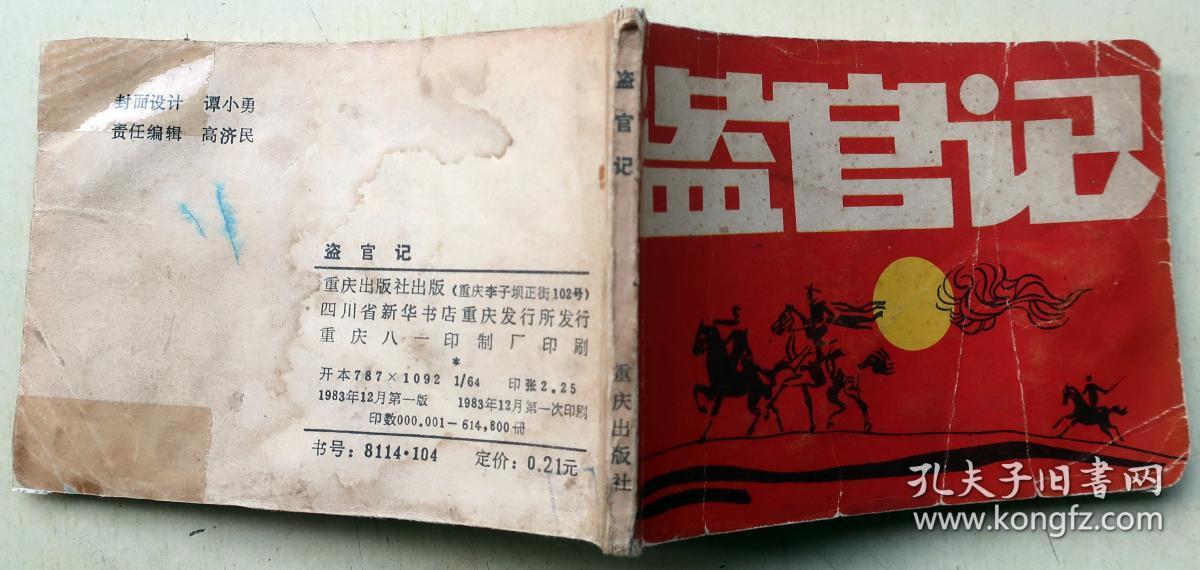 封面设计 谭小勇
责任编辑 高济民
盗官记
重庆出版社出版（重庆李子坝正街102号）
四川省新华书店重庆发行所发行
重庆八一印制厂印刷
*
开本787×1092 1/64 印张2.25
1983年12月第一版 1983年12月第一次印刷
印数000,001—614,800册
书号：8114·104 定价：0.21元
盗官记
重庆出版社
盗官记
孔夫子旧书网
www.kongfz.com